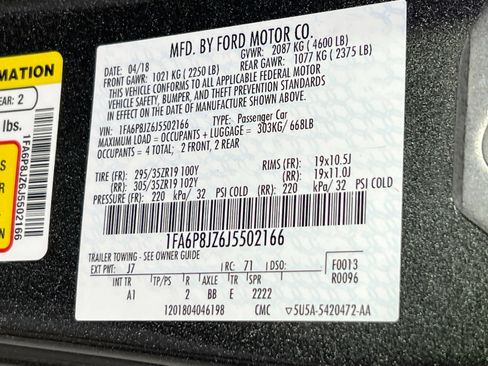 MFD. BY FORD MOTOR CO.
04/18
GVWR: 2087 KG ( 4600 LB)
FRONT GAWR: 1021 KG ( 2250 LB)
REAR GAWR: 1077 KG ( 2375 LB)
THIS VEHICLE CONFORMS TO ALL APPLICABLE FEDERAL MOTOR
VEHICLE SAFETY, BUMPER, AND THEFT PREVENTION STANDARDS
IN EFFECT ON THE DATE OF MANUFACTURE SHOWN ABOVE.
VIN: 1FA6P8JZ6J5502166 TYPE: Passenger Car
MAXIMUM LOAD = OCCUPANTS + LUGGAGE = 303KG/ 668LB
OCCUPANTS = 4 TOTAL; 2 FRONT, 2 REAR
TIRE (FR): 295/35ZR19 100Y RIMS (FR): 19x10.5J
(RR): 305/35ZR19 102Y (RR): 19x11.0J
PRESSURE (FR): 220 kPa/ 32 PSI COLD (RR): 220 kPa/ 32 PSI COLD
1FA6P8JZ6J5502166
TRAILER TOWING - SEE OWNER GUIDE
EXT PNT: J7 RC: 71 DSO: F0013
R0096
INT TR TP/PS R AXLE TR SPR
A1 2 BB E 2222
1201804046198 CMC 5U5A-5420472-AA
MATION
EAR: 2
lbs.
1FA6P8JZ6J5502166